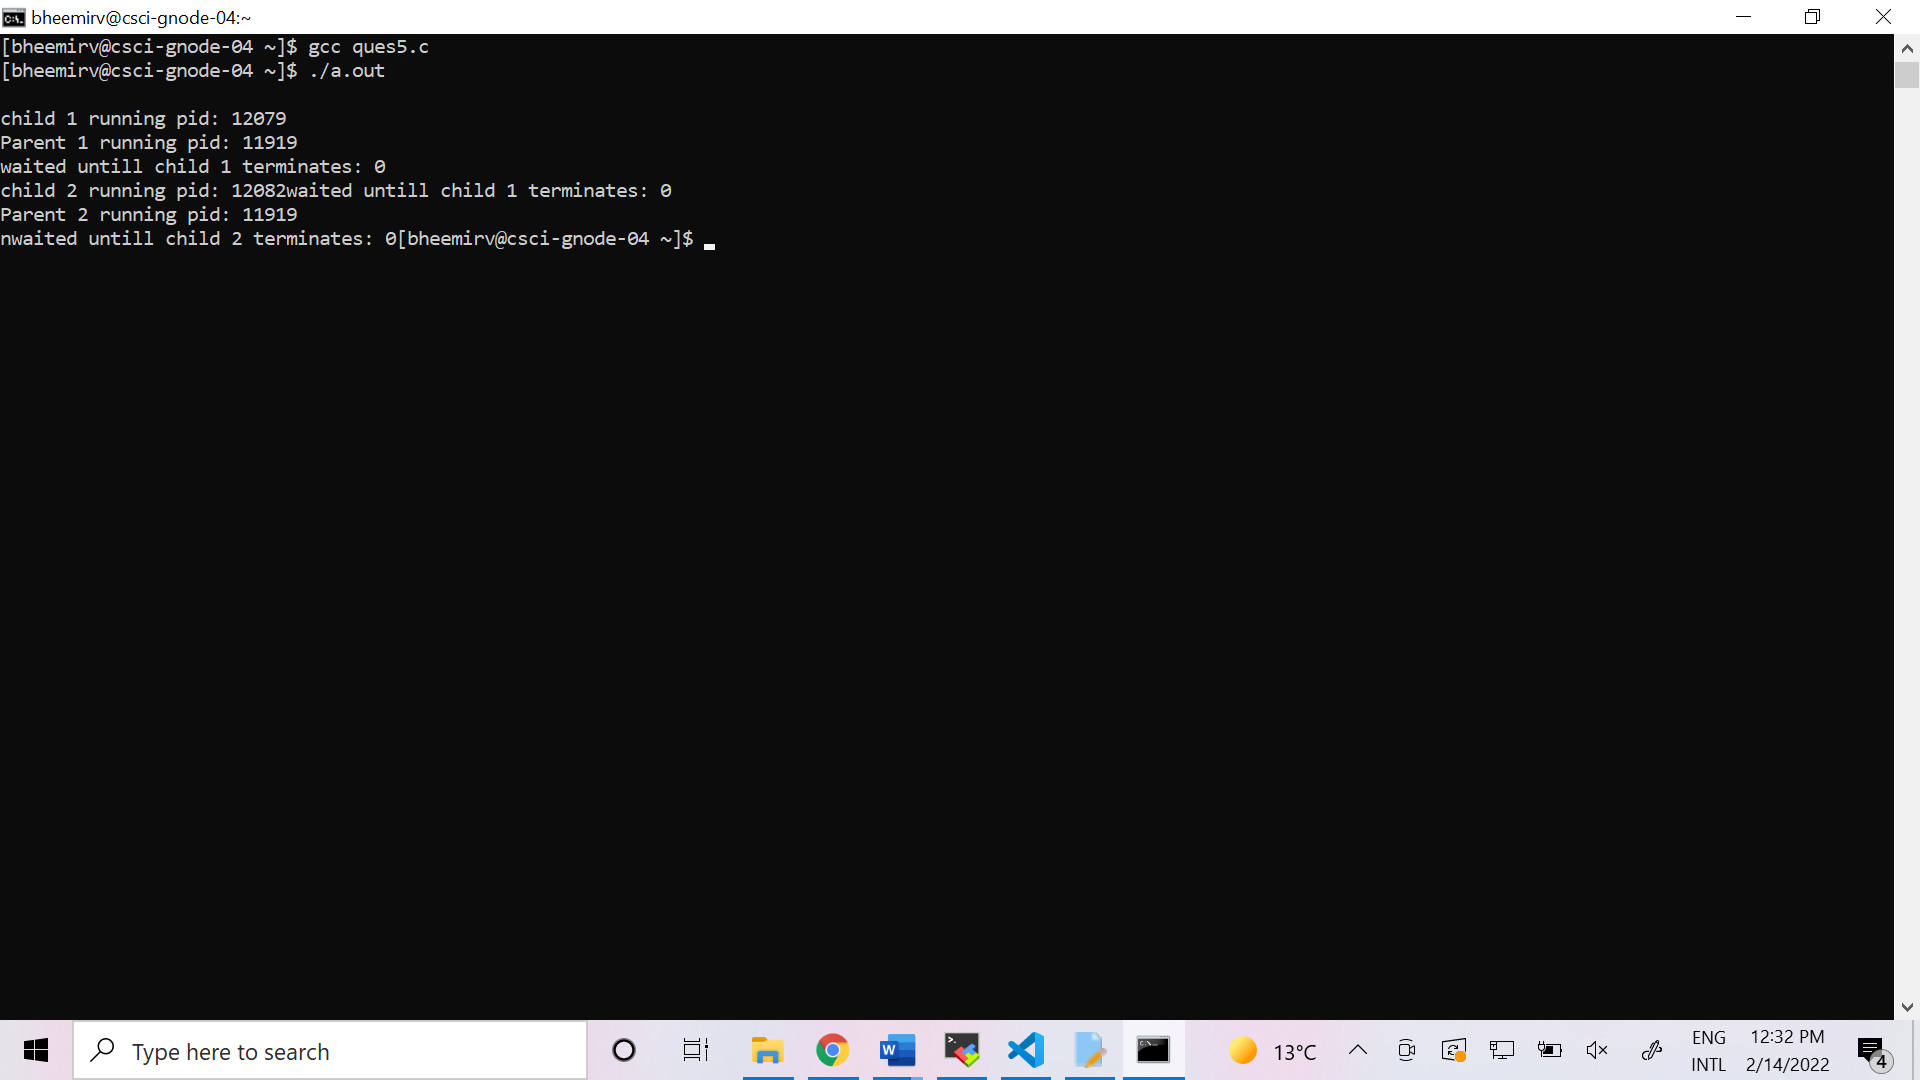 bheemirv@csci-gnode-04:~
[bheemirv@csci-gnode-04 ~]$ gcc ques5.c
[bheemirv@csci-gnode-04 ~]$ ./a.out
child 1 running pid: 12079
Parent 1 running pid: 11919
waited untill child 1 terminates: 0
child 2 running pid: 12082waited untill child 1 terminates: 0
Parent 2 running pid: 11919
nwaited untill child 2 terminates: 0[bheemirv@csci-gnode-04 ~]$
Type here to search
13°C
ENG
INTL
12:32 PM
2/14/2022
4